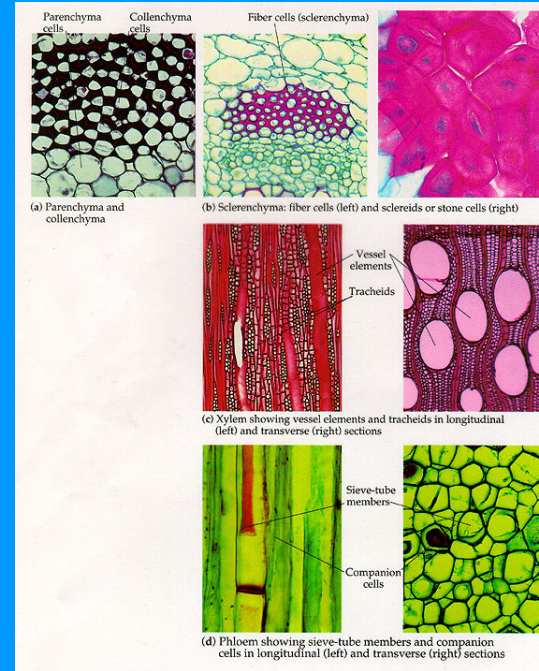 Parenchyma cells
Collenchyma cells
Fiber cells (sclerenchyma)
(a) Parenchyma and
collenchyma
(b) Sclerenchyma: fiber cells (left) and sclereids or stone cells (right)
Vessel
elements
Tracheids
(c) Xylem showing vessel elements and tracheids in longitudinal
(left) and transverse (right) sections
Sieve-tube
members
Companion
cells
(d) Phloem showing sieve-tube members and companion
cells in longitudinal (left) and transverse (right) sections